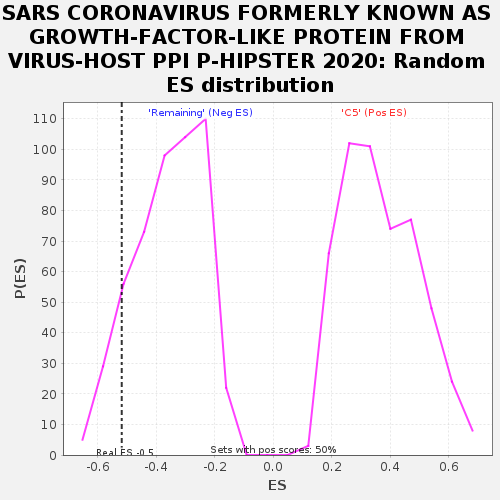 SARS CORONAVIRUS FORMERLY KNOWN AS
GROWTH-FACTOR-LIKE PROTEIN FROM
VIRUS-HOST PPI P-HIPSTER 2020: Random
ES distribution
'Remaining' (Neg ES)
'C5' (Pos ES)
110
100
90
80
70
60
50
40
30
20
10
0
P(ES)
Real ES -0.5
Sets with pos scores: 50%
-0.6
-0.4
-0.2
0.0
0.2
0.4
0.6
ES